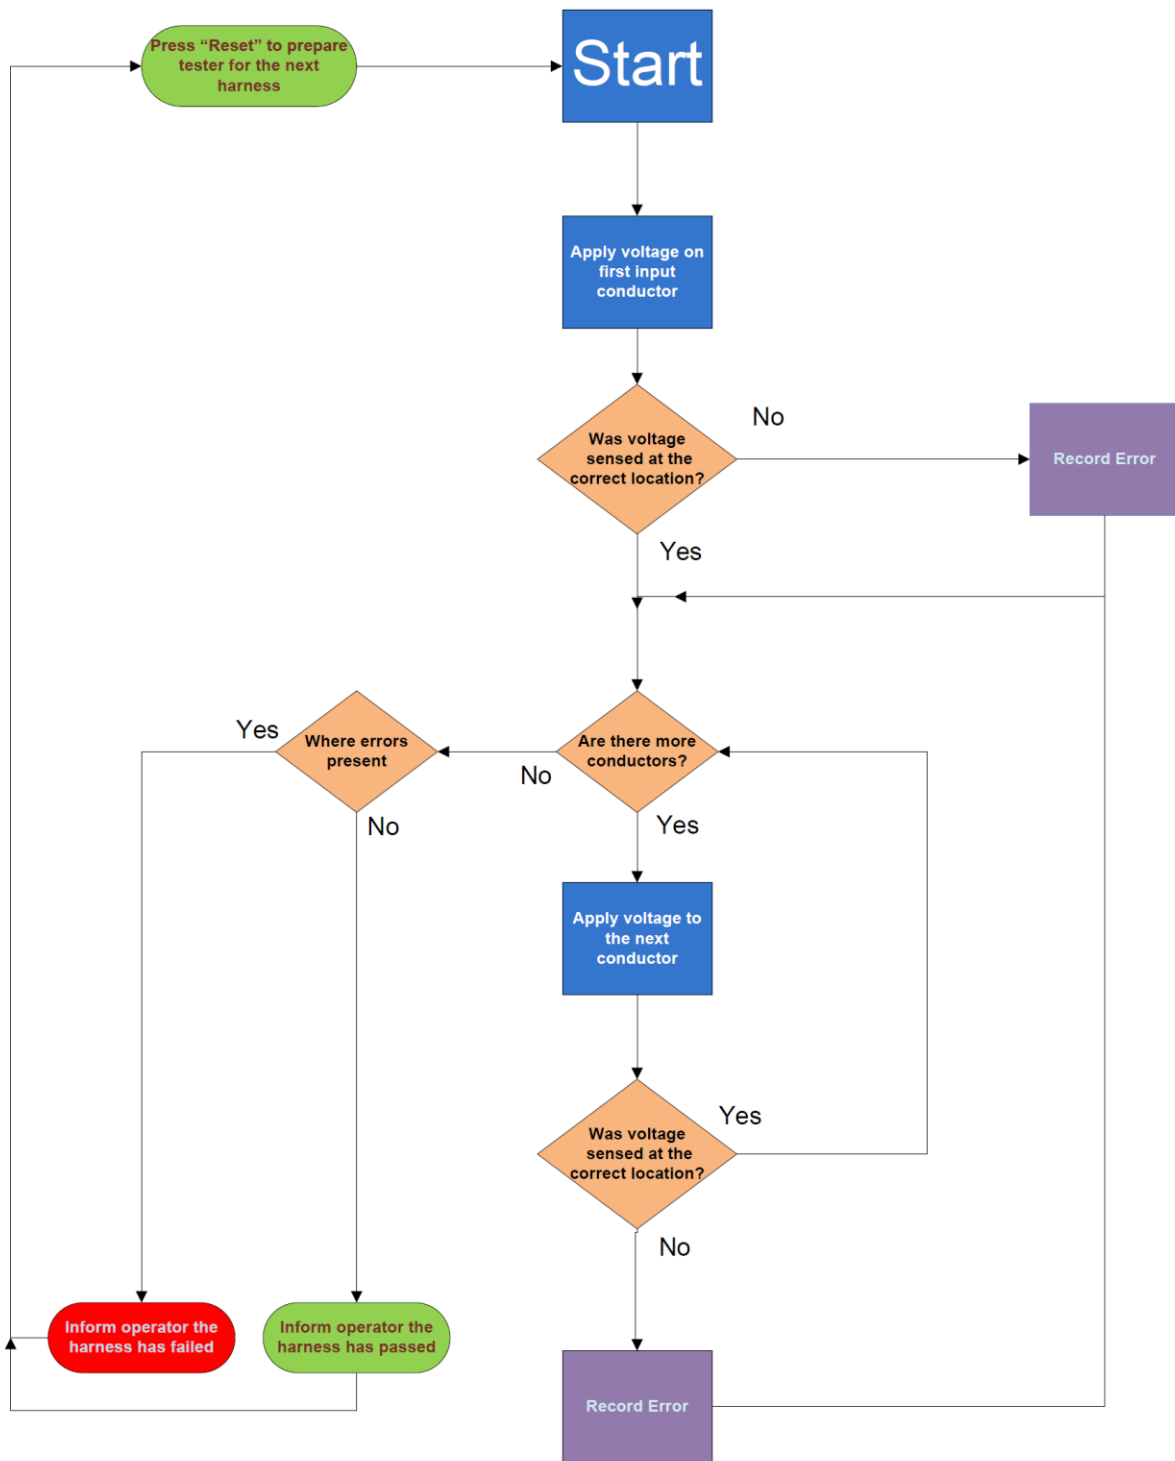 Press “Reset” to prepare
tester for the next
harness
Start
Apply voltage on
first input
conductor
Was voltage
sensed at the
correct location?
No
Record Error
Yes
Yes
Where errors
present
No
Are there more
conductors?
No
Yes
Apply voltage to
the next
conductor
Was voltage
sensed at the
correct location?
Yes
No
Inform operator the
harness has failed
Inform operator the
harness has passed
Record Error